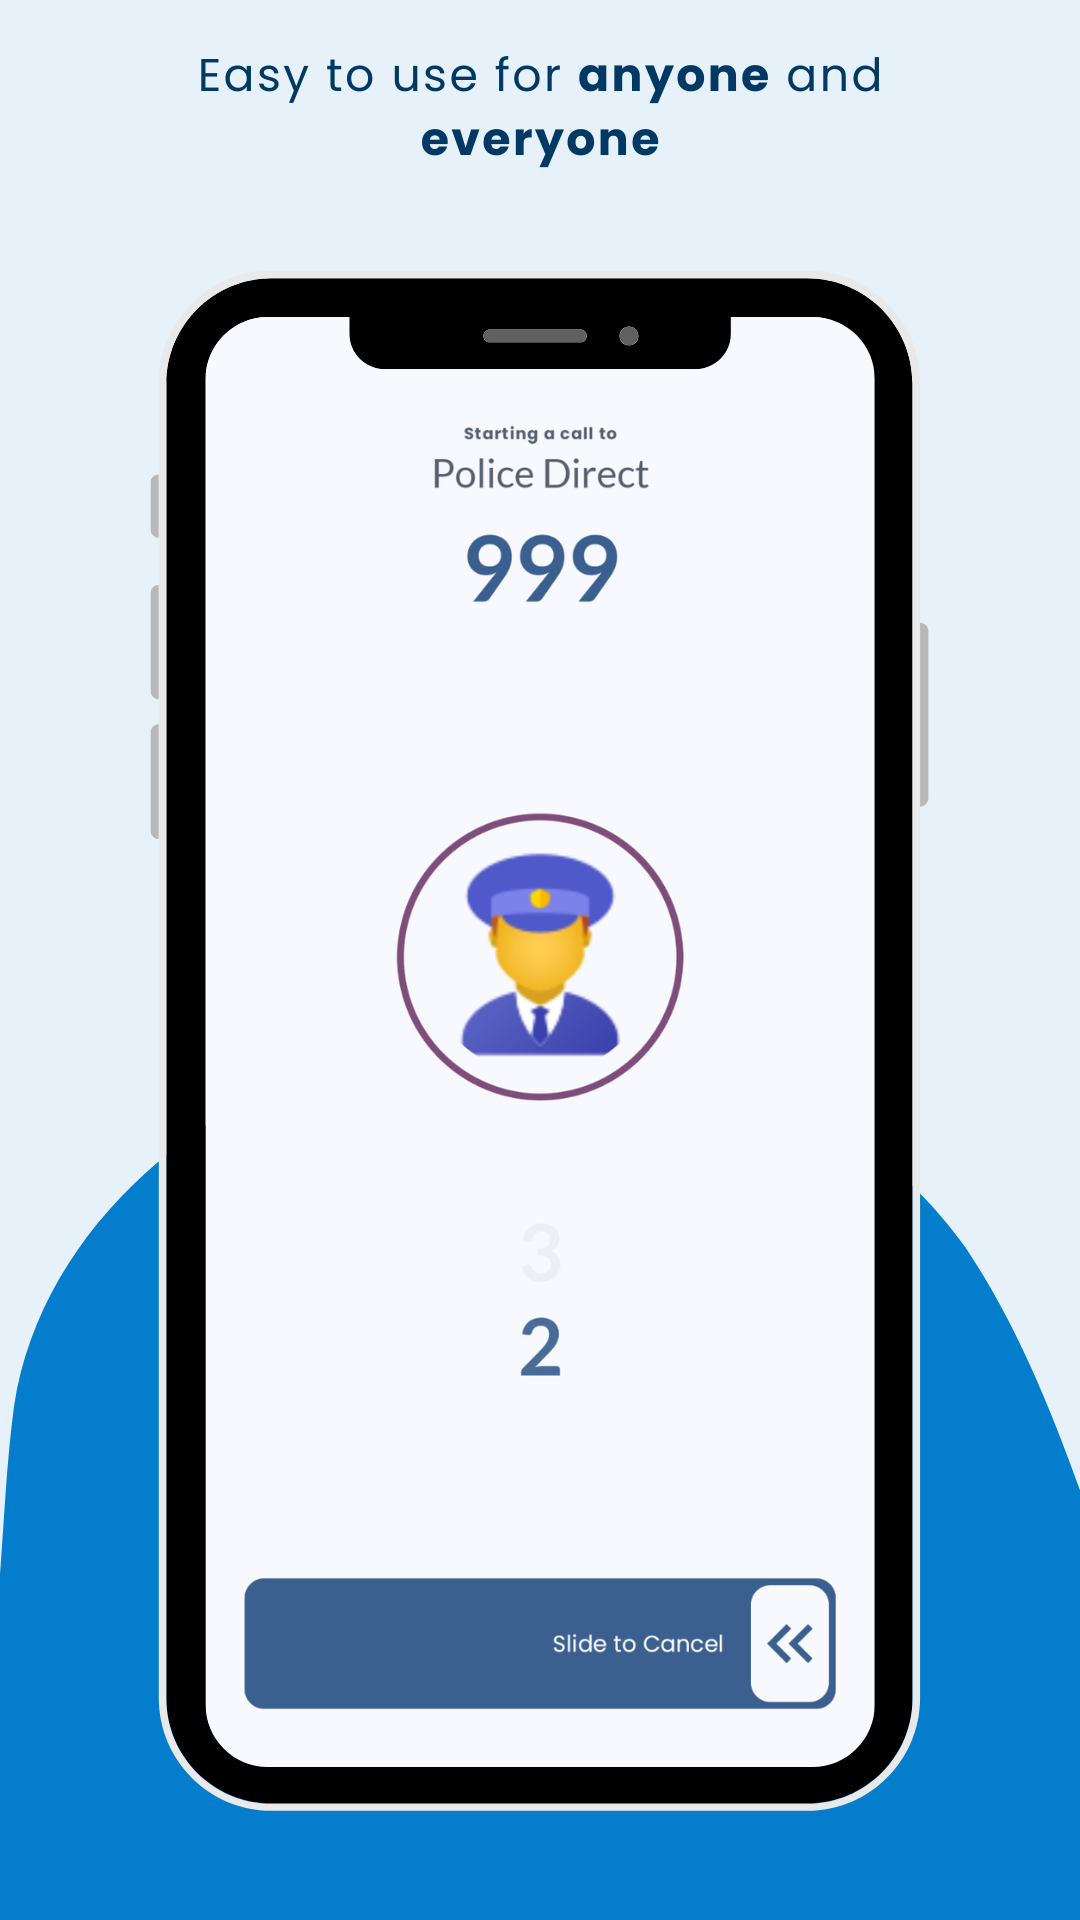 Easy to use for anyone and
everyone
Starting a call to
Police Direct
999
3
2
Slide to Cancel